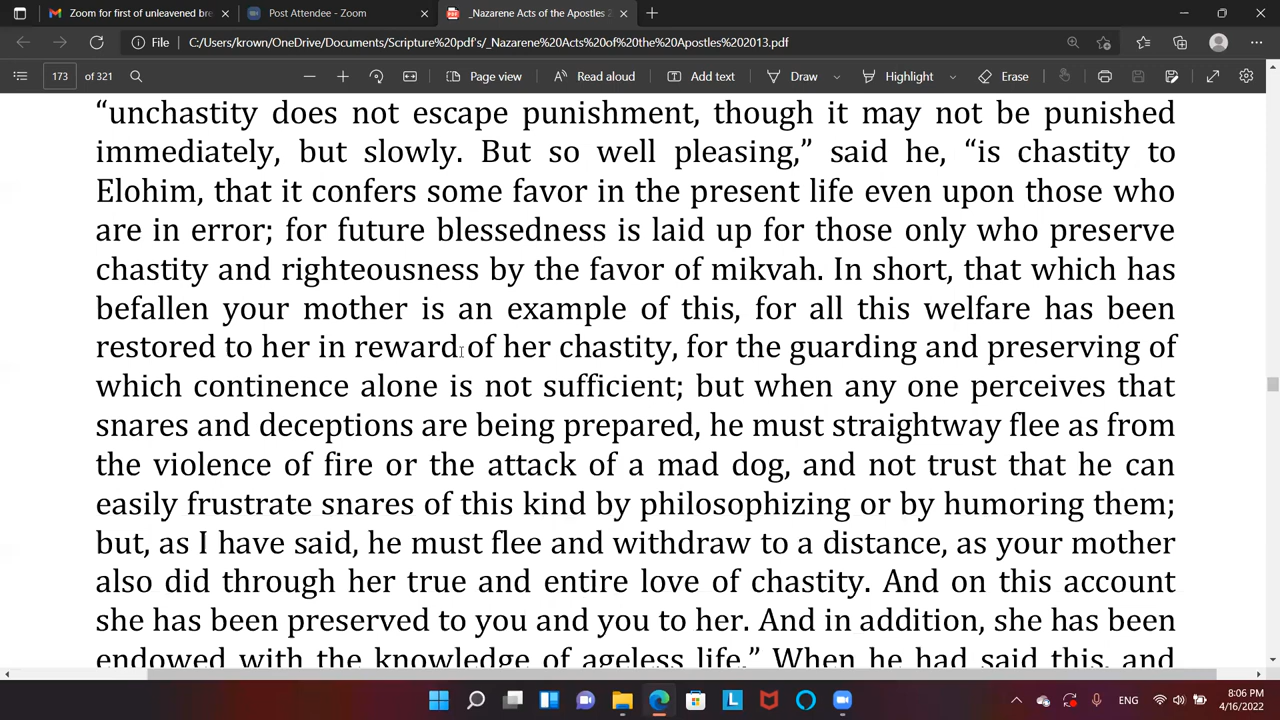 Zoom for first of unleavened bre
Post Attendee - Zoom
_Nazarene Acts of the Apostles 2
File
C:/Users/krown/OneDrive/Documents/Scripture%20pdf's/_Nazarene%20Acts%20of%20the%20Apostles%202013.pdf
173 of 321
Page view
Read aloud
Add text
Draw
Highlight
Erase
“unchastity does not escape punishment, though it may not be punished
immediately, but slowly. But so well pleasing,” said he, “is chastity to
Elohim, that it confers some favor in the present life even upon those who
are in error; for future blessedness is laid up for those only who preserve
chastity and righteousness by the favor of mikvah. In short, that which has
befallen your mother is an example of this, for all this welfare has been
restored to her in reward of her chastity, for the guarding and preserving of
which continence alone is not sufficient; but when any one perceives that
snares and deceptions are being prepared, he must straightway flee as from
the violence of fire or the attack of a mad dog, and not trust that he can
easily frustrate snares of this kind by philosophizing or by humoring them;
but, as I have said, he must flee and withdraw to a distance, as your mother
also did through her true and entire love of chastity. And on this account
she has been preserved to you and you to her. And in addition, she has been
endowed with the knowledge of ageless life.” When he had said this, and
ENG
8:06 PM
4/16/2022